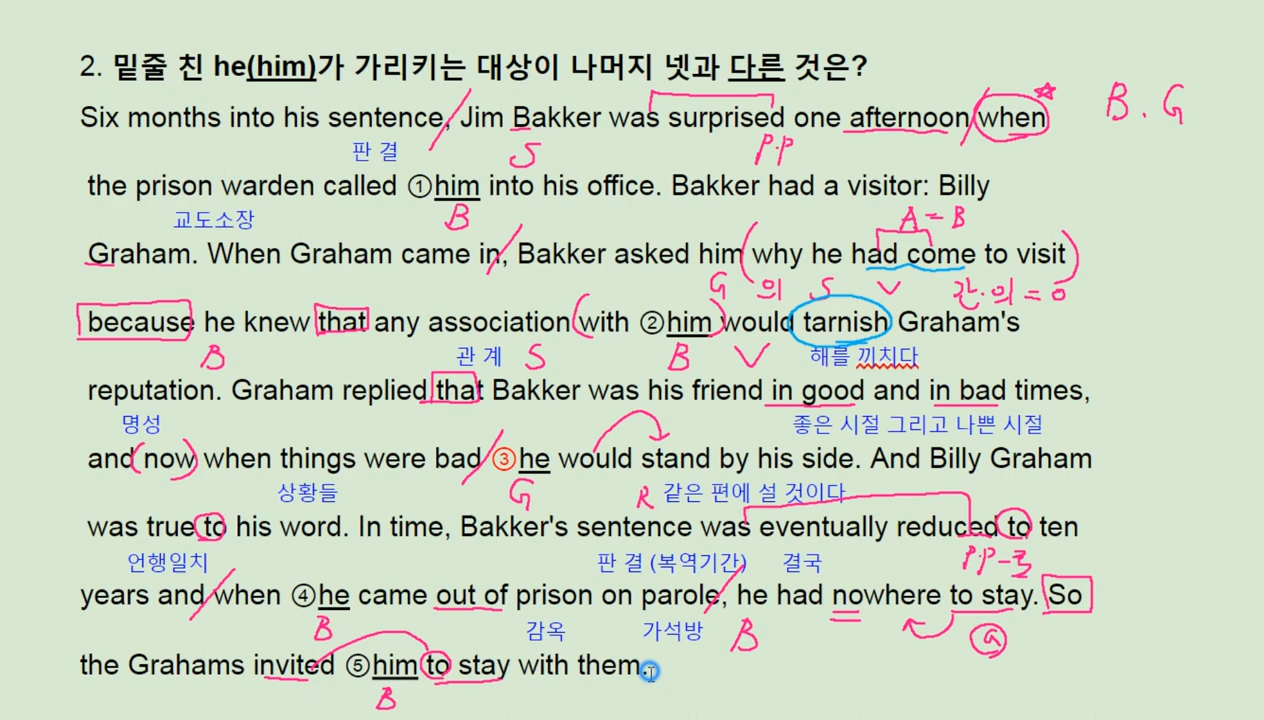 2. 밑줄 친 he(him)가 가리키는 대상이 나머지 넷과 다른 것은?
B. G
Six months into his sentence, Jim Bakker was surprised one afternoon when
판 결 S P.P
the prison warden called ①him into his office. Bakker had a visitor: Billy
교도소장 B A = B
Graham. When Graham came in, Bakker asked him (why he had come to visit)
G 의 S V 간.의 = o
because he knew that any association (with ②him) would tarnish Graham's
B 관 계 S B V 해를 끼치다
reputation. Graham replied that Bakker was his friend in good and in bad times,
명성 좋은 시절 그리고 나쁜 시절
and (now) when things were bad ③he would stand by his side. And Billy Graham
상황들 G R 같은 편에 설 것이다
was true to his word. In time, Bakker's sentence was eventually reduced to ten
언행일치 판 결 (복역기간) 결국 P.P-로
years and when ④he came out of prison on parole, he had nowhere to stay. So
B 감옥 가석방 B
the Grahams invited ⑤him to stay with them.
B